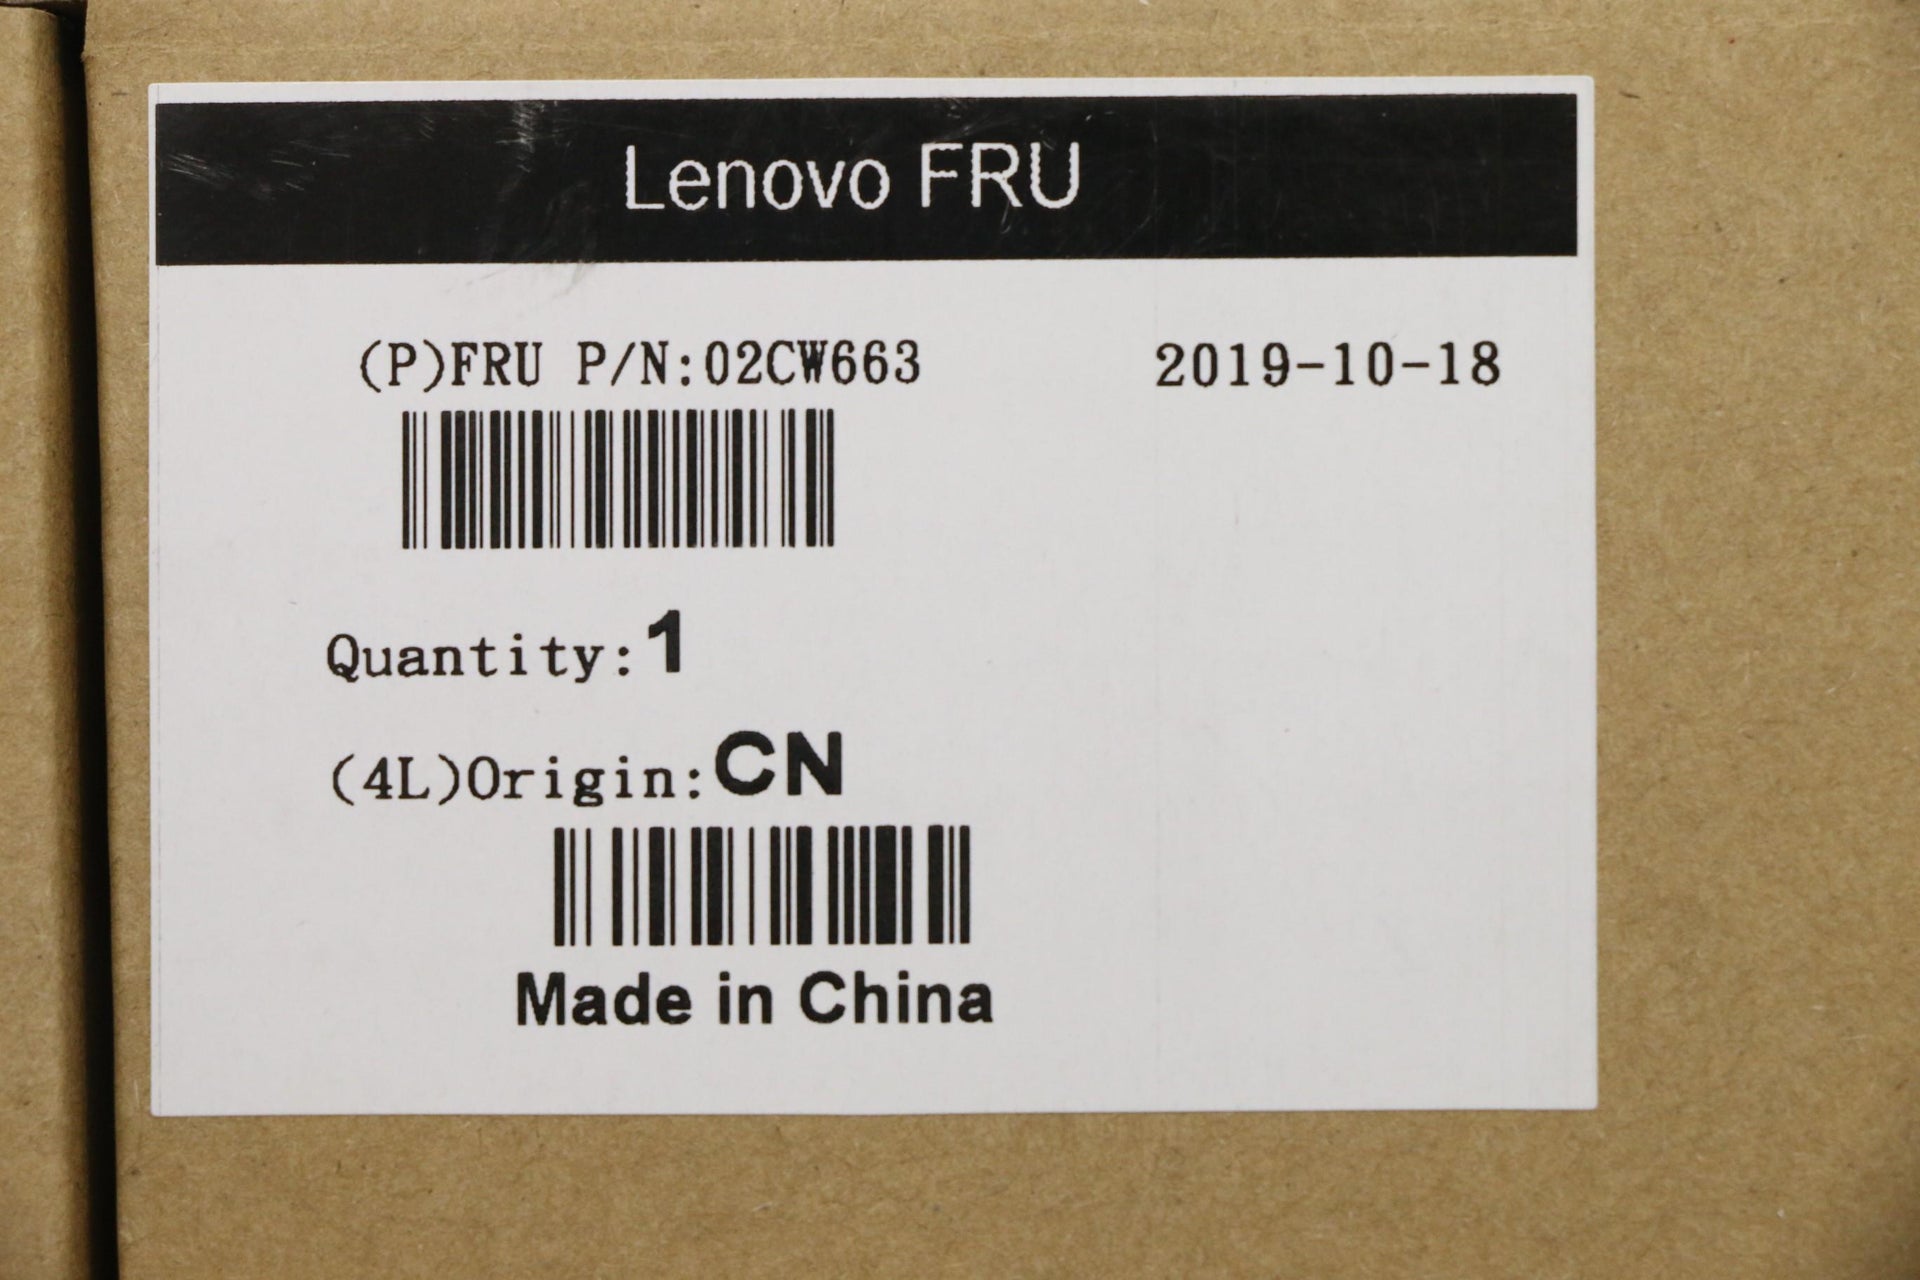 Lenovo FRU
(P)FRU P/N:02CW663 2019-10-18
Quantity:1
(4L)Origin:CN
Made in China